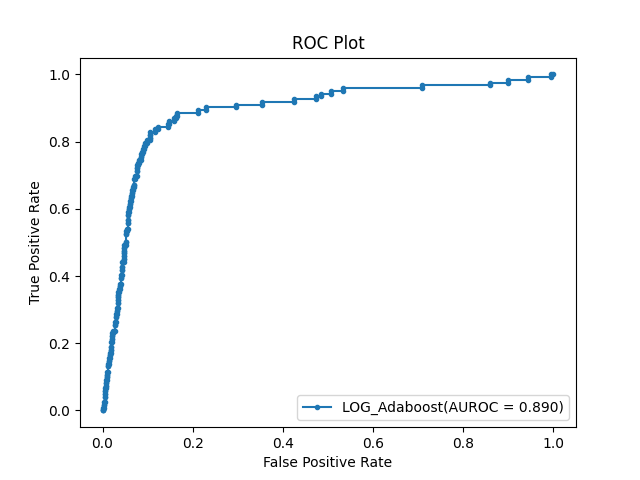 ROC Plot
True Positive Rate
1.0
0.8
0.6
0.4
0.2
0.0
LOG_Adaboost(AUROC = 0.890)
0.0 0.2 0.4 0.6 0.8 1.0
False Positive Rate